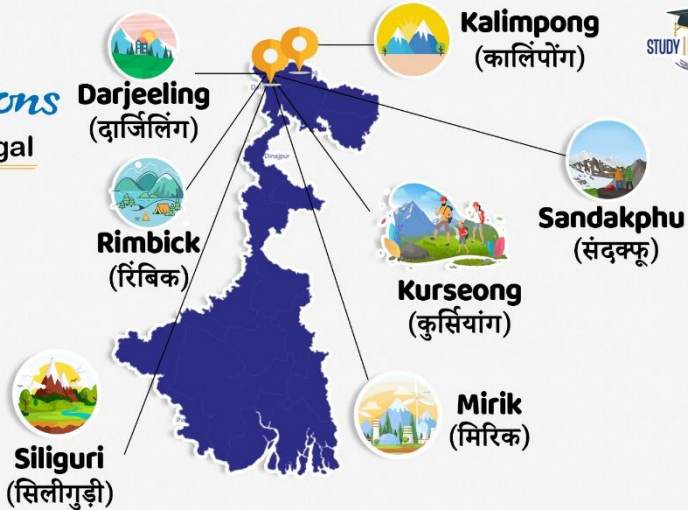 ons
gal
Darjeeling
(दार्जिलिंग)
Kalimpong
(कालिंपोंग)
STUDY
Dinajpur
Rimbick
(रिंबिक)
Sandakphu
(संदक्फू)
Kurseong
(कुर्सियांग)
Mirik
(मिरिक)
Siliguri
(सिलीगुड़ी)